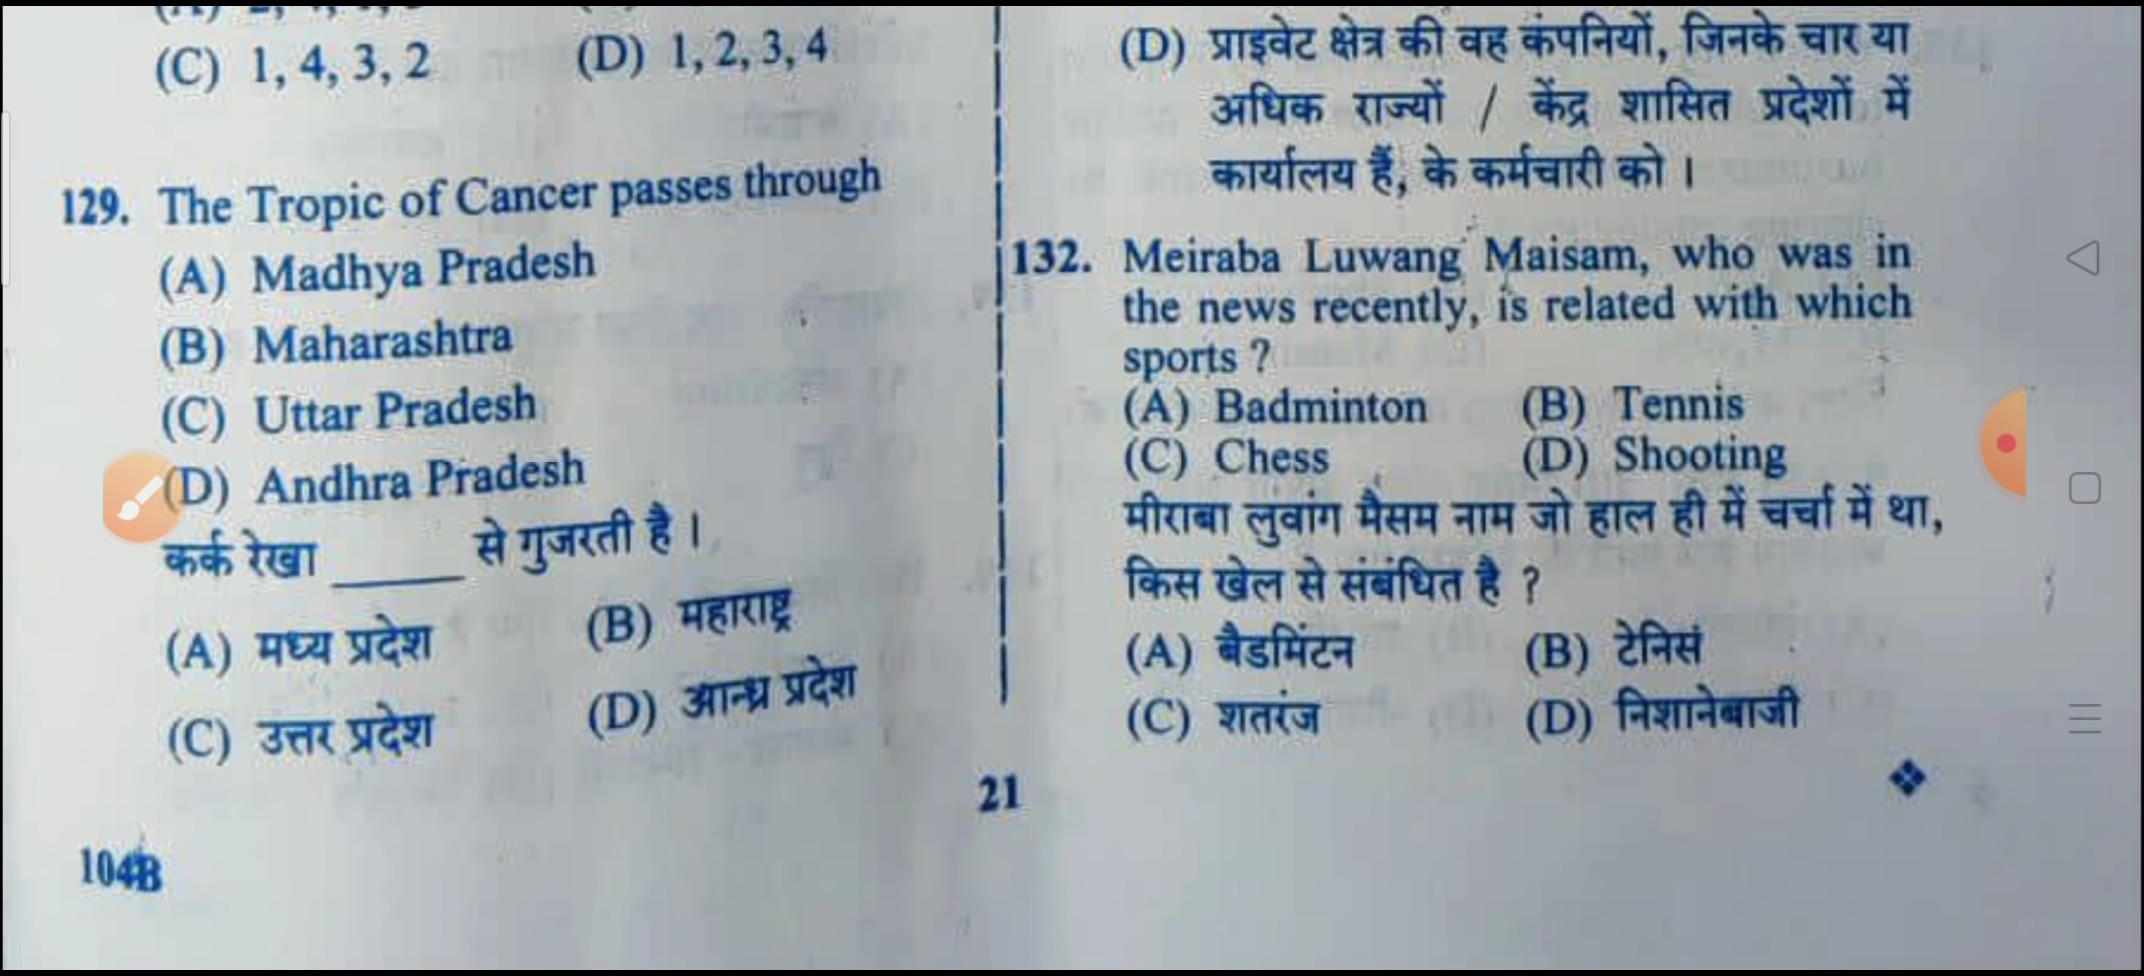 (C) 1, 4, 3, 2 (D) 1, 2, 3, 4
129. The Tropic of Cancer passes through
(A) Madhya Pradesh
(B) Maharashtra
(C) Uttar Pradesh
(D) Andhra Pradesh
कर्क रेखा ______ से गुजरती है ।
(A) मध्य प्रदेश (B) महाराष्ट्र
(C) उत्तर प्रदेश (D) आन्ध्र प्रदेश
(D) प्राइवेट क्षेत्र की वह कंपनियों, जिनके चार या
अधिक राज्यों / केंद्र शासित प्रदेशों में
कार्यालय हैं, के कर्मचारी को ।
132. Meiraba Luwang Maisam, who was in
the news recently, is related with which
sports ?
(A) Badminton (B) Tennis
(C) Chess (D) Shooting
मीराबा लुवांग मैसम नाम जो हाल ही में चर्चा में था,
किस खेल से संबंधित है ?
(A) बैडमिंटन (B) टेनिसं
(C) शतरंज (D) निशानेबाजी
21